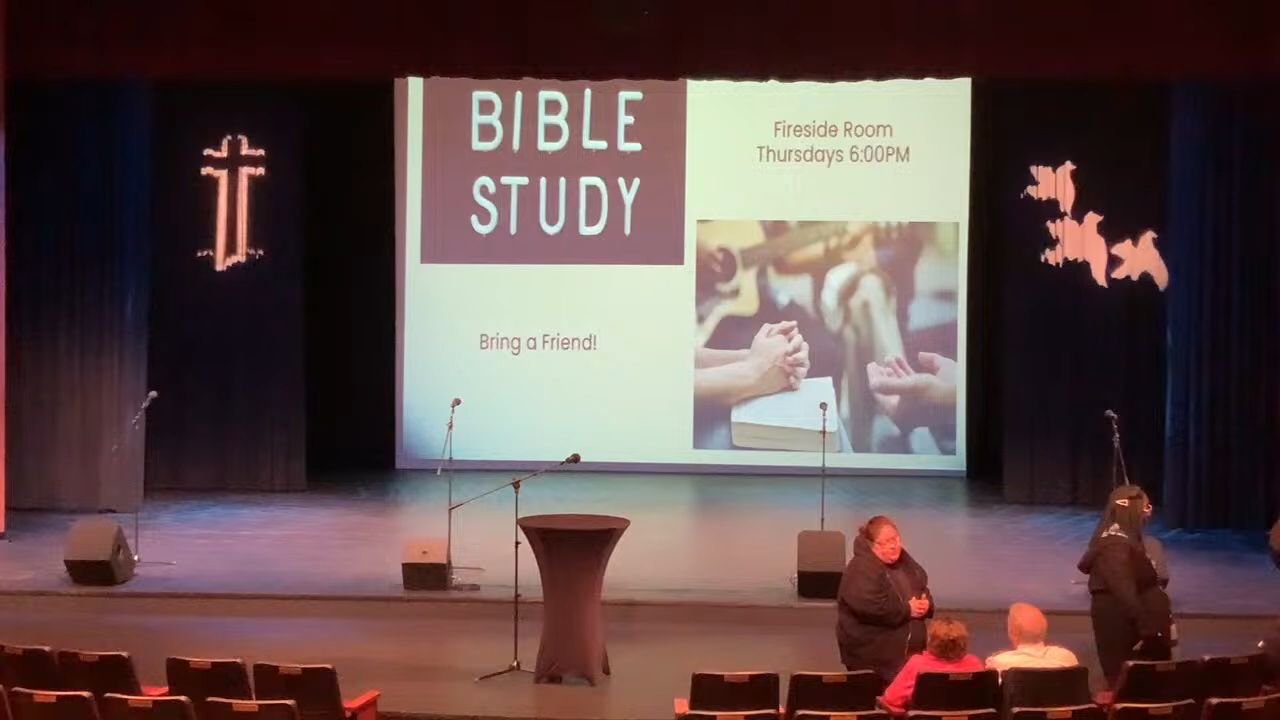 BIBLE
STUDY
Fireside Room
Thursdays 6:00PM
Bring a Friend!